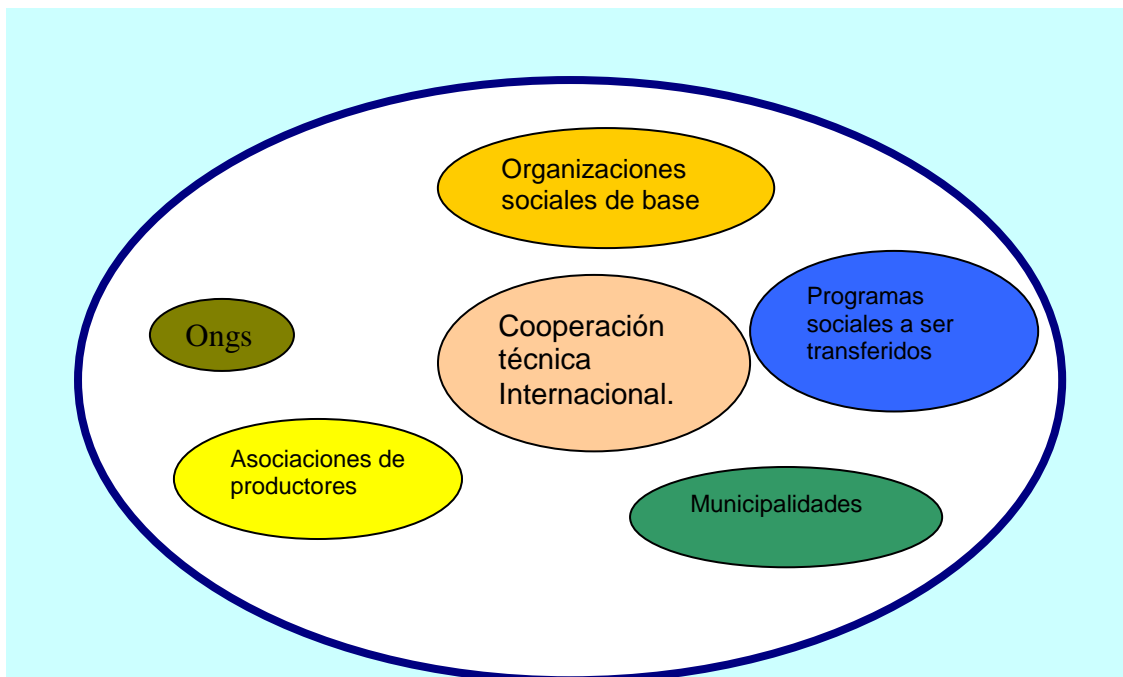 Organizaciones
sociales de base
Programas
sociales a ser
transferidos
Ongs
Cooperación
técnica
Internacional.
Asociaciones de
productores
Municipalidades